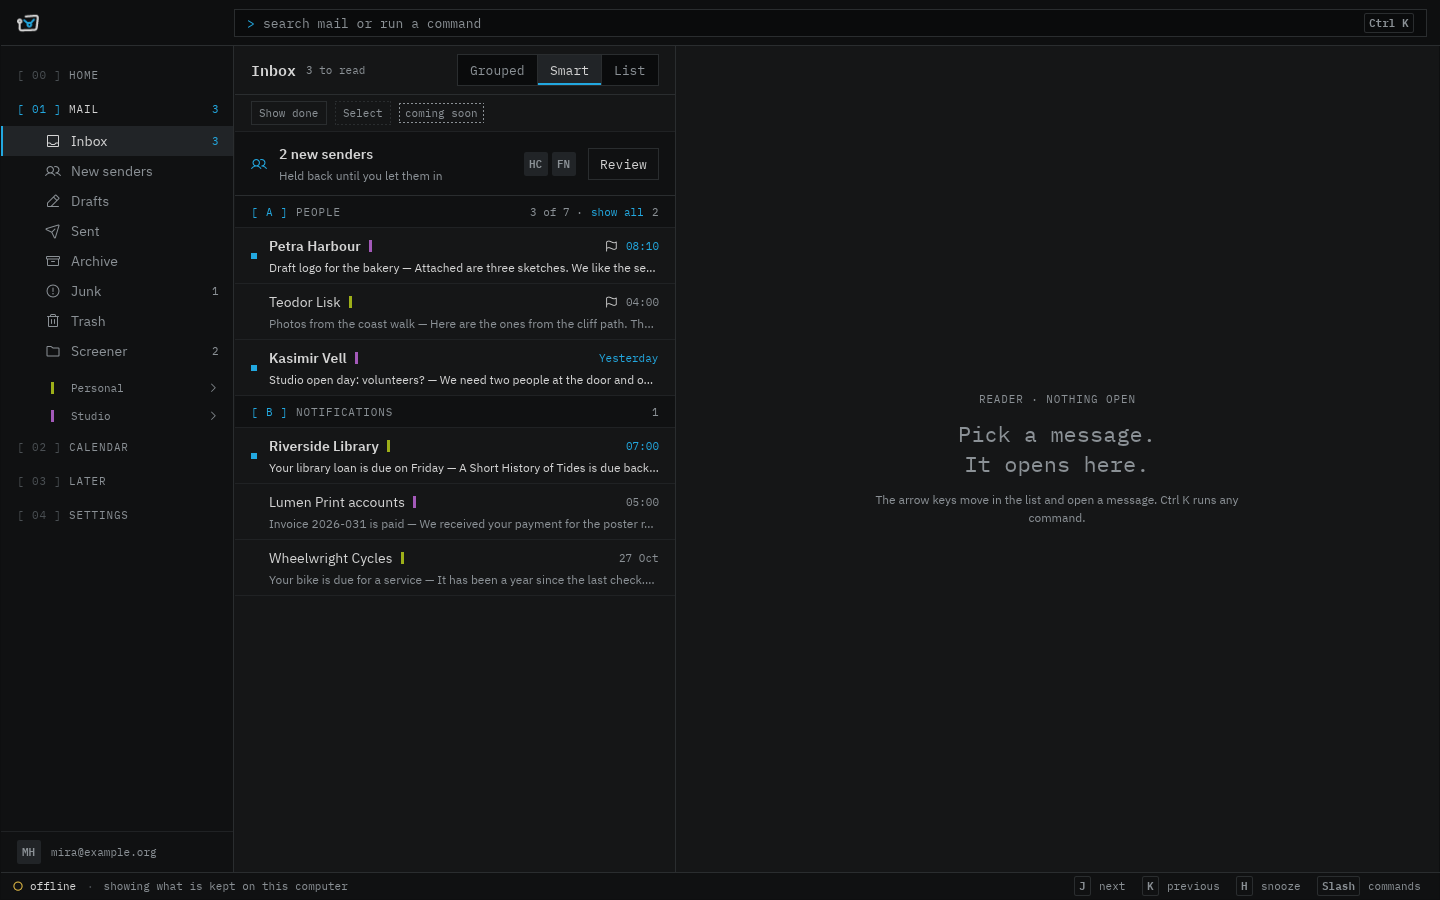 > search mail or run a command Ctrl K
[ 00 ] HOME
[ 01 ] MAIL 3
Inbox 3
New senders
Drafts
Sent
Archive
Junk 1
Trash
Screener 2
Personal
Studio
[ 02 ] CALENDAR
[ 03 ] LATER
[ 04 ] SETTINGS
MH mira@example.org
Inbox 3 to read Grouped Smart List
Show done Select coming soon
2 new senders
Held back until you let them in
HC FN Review
[ A ] PEOPLE 3 of 7 · show all 2
Petra Harbour 08:10
Draft logo for the bakery — Attached are three sketches. We like the se…
Teodor Lisk 04:00
Photos from the coast walk — Here are the ones from the cliff path. Th…
Kasimir Vell Yesterday
Studio open day: volunteers? — We need two people at the door and o…
[ B ] NOTIFICATIONS 1
Riverside Library 07:00
Your library loan is due on Friday — A Short History of Tides is due back…
Lumen Print accounts 05:00
Invoice 2026-031 is paid — We received your payment for the poster r…
Wheelwright Cycles 27 Oct
Your bike is due for a service — It has been a year since the last check.…
READER · NOTHING OPEN
Pick a message.
It opens here.
The arrow keys move in the list and open a message. Ctrl K runs any
command.
offline · showing what is kept on this computer
J next K previous H snooze Slash commands